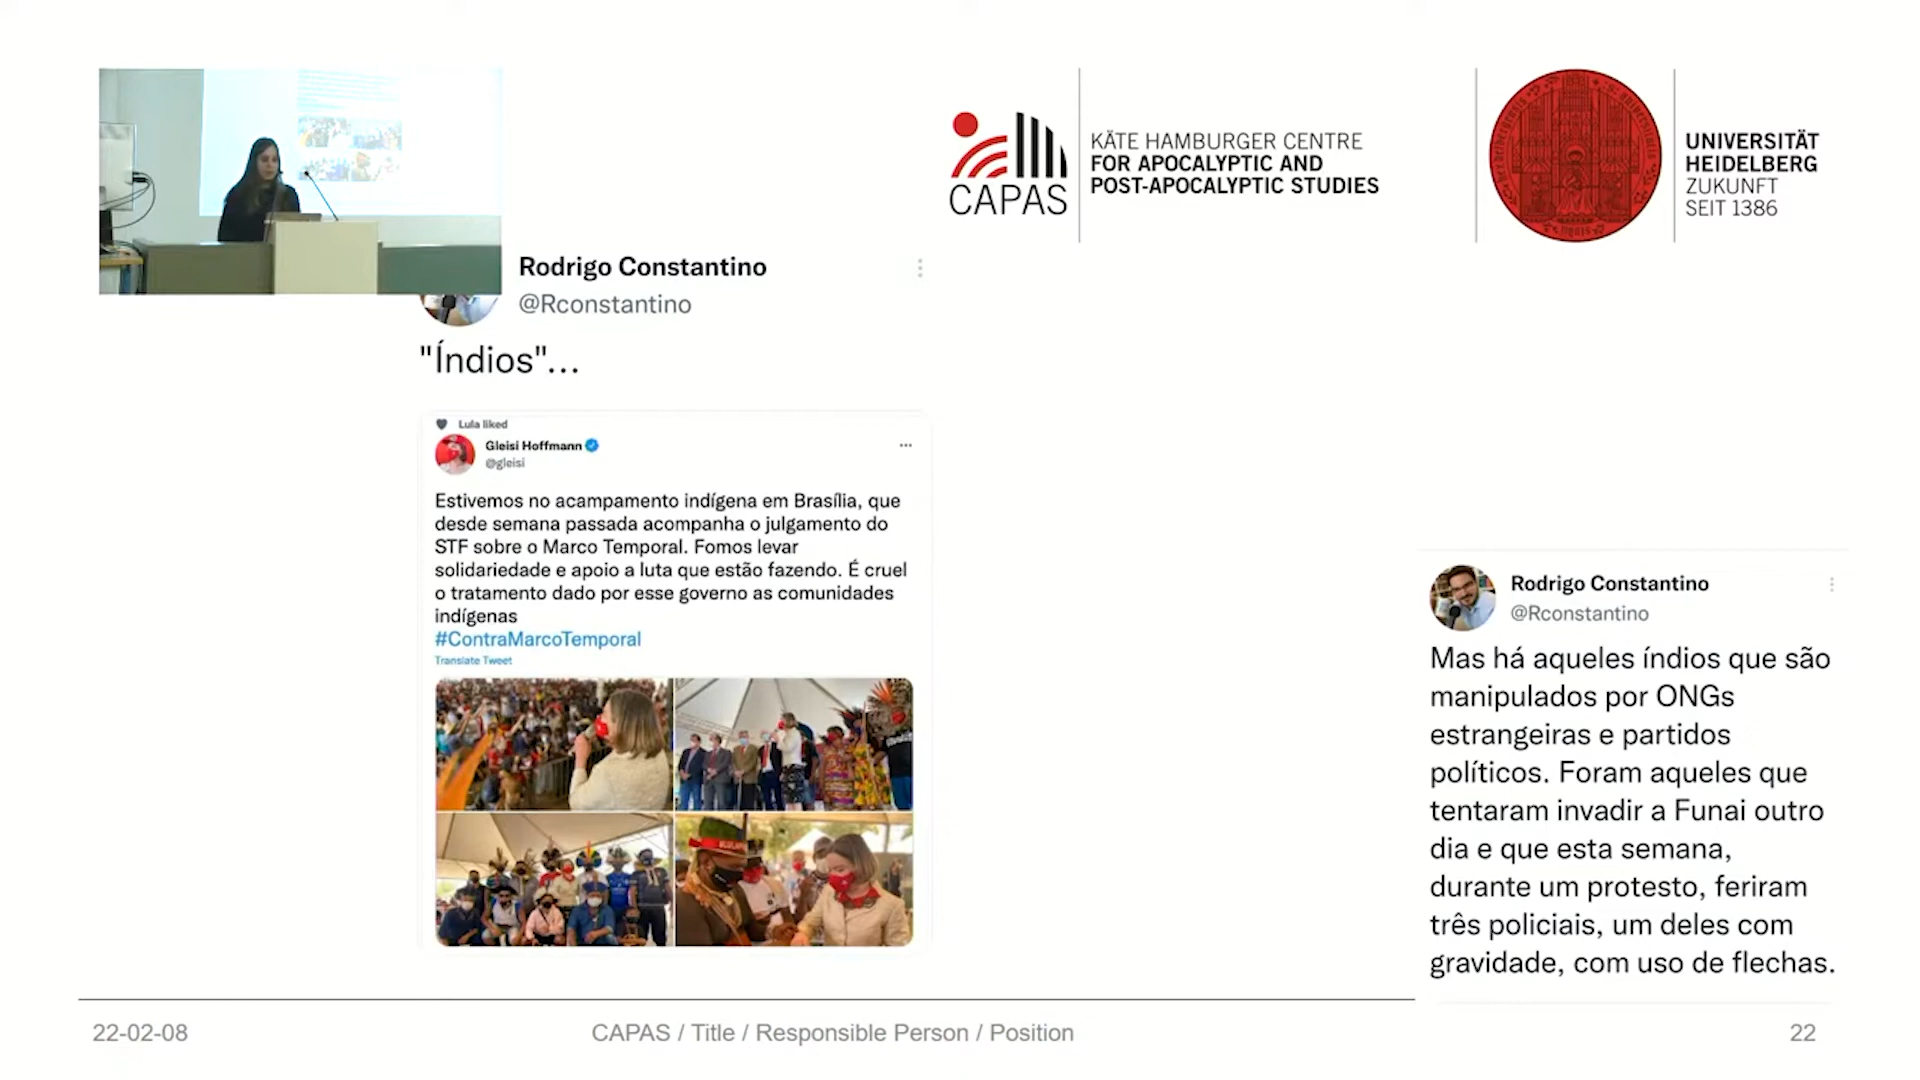 CAPAS
KÄTE HAMBURGER CENTRE
FOR APOCALYPTIC AND
POST-APOCALYPTIC STUDIES
UNIVERSITÄT
HEIDELBERG
ZUKUNFT
SEIT 1386
Rodrigo Constantino
@Rconstantino
"Índios"...
Lula liked
Gleisi Hoffmann
@gleisi
Estivemos no acampamento indígena em Brasília, que
desde semana passada acompanha o julgamento do
STF sobre o Marco Temporal. Fomos levar
solidariedade e apoio a luta que estão fazendo. É cruel
o tratamento dado por esse governo as comunidades
indígenas
#ContraMarcoTemporal
Translate Tweet
Rodrigo Constantino
@Rconstantino
Mas há aqueles índios que são
manipulados por ONGs
estrangeiras e partidos
políticos. Foram aqueles que
tentaram invadir a Funai outro
dia e que esta semana,
durante um protesto, feriram
três policiais, um deles com
gravidade, com uso de flechas.
22-02-08
CAPAS / Title / Responsible Person / Position
22